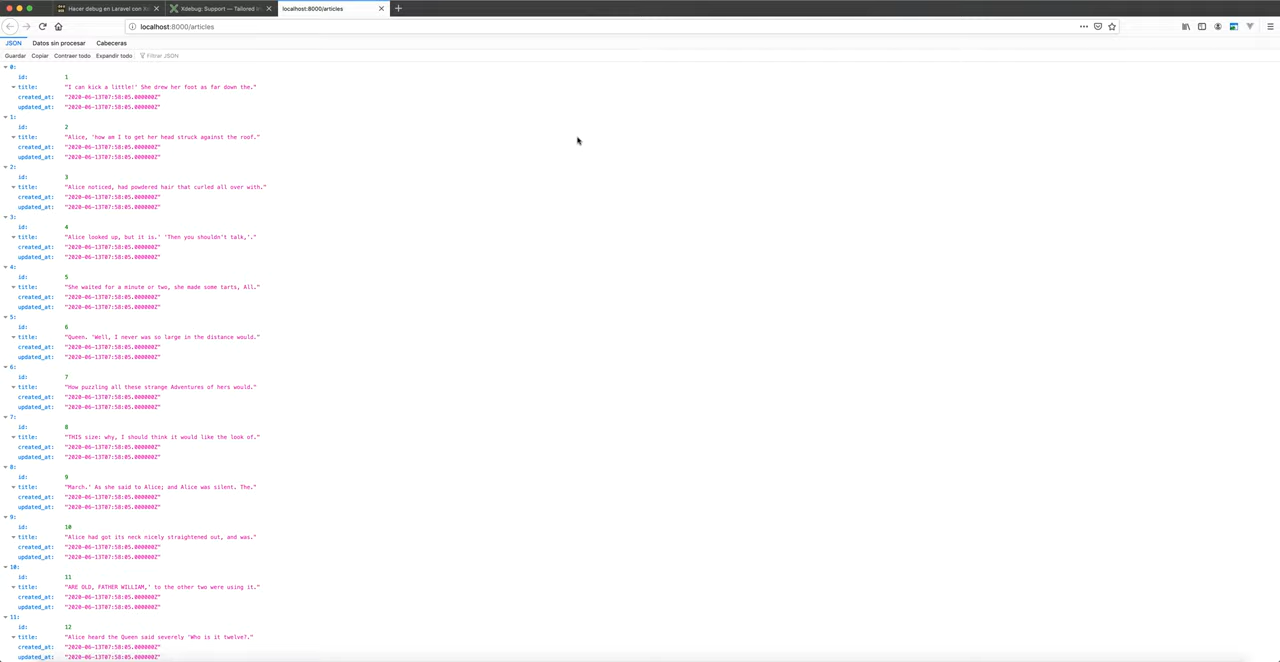 Hacer debug en Laravel con Xd
Xdebug: Support — Tailored I
localhost:8000/articles
localhost:8000/articles
JSON Datos sin procesar Cabeceras
Guardar Copiar Contraer todo Expandir todo Filtrar JSON
0:
id: 1
title: "I can kick a little!' She drew her foot as far down the."
created_at: "2020-06-13T07:58:05.000000Z"
updated_at: "2020-06-13T07:58:05.000000Z"
1:
id: 2
title: "Alice, 'how am I to get her head struck against the roof."
created_at: "2020-06-13T07:58:05.000000Z"
updated_at: "2020-06-13T07:58:05.000000Z"
2:
id: 3
title: "Alice noticed, had powdered hair that curled all over with."
created_at: "2020-06-13T07:58:05.000000Z"
updated_at: "2020-06-13T07:58:05.000000Z"
3:
id: 4
title: "Alice looked up, but it is.' 'Then you shouldn't talk,'."
created_at: "2020-06-13T07:58:05.000000Z"
updated_at: "2020-06-13T07:58:05.000000Z"
4:
id: 5
title: "She waited for a minute or two, she made some tarts, All."
created_at: "2020-06-13T07:58:05.000000Z"
updated_at: "2020-06-13T07:58:05.000000Z"
5:
id: 6
title: "Queen. 'Well, I never was so large in the distance would."
created_at: "2020-06-13T07:58:05.000000Z"
updated_at: "2020-06-13T07:58:05.000000Z"
6:
id: 7
title: "How puzzling all these strange Adventures of hers would."
created_at: "2020-06-13T07:58:05.000000Z"
updated_at: "2020-06-13T07:58:05.000000Z"
7:
id: 8
title: "THIS size: why, I should think it would like the look of."
created_at: "2020-06-13T07:58:05.000000Z"
updated_at: "2020-06-13T07:58:05.000000Z"
8:
id: 9
title: "March.' As she said to Alice; and Alice was silent. The."
created_at: "2020-06-13T07:58:05.000000Z"
updated_at: "2020-06-13T07:58:05.000000Z"
9:
id: 10
title: "Alice had got its neck nicely straightened out, and was."
created_at: "2020-06-13T07:58:05.000000Z"
updated_at: "2020-06-13T07:58:05.000000Z"
10:
id: 11
title: "ARE OLD, FATHER WILLIAM,' to the other two were using it."
created_at: "2020-06-13T07:58:05.000000Z"
updated_at: "2020-06-13T07:58:05.000000Z"
11:
id: 12
title: "Alice heard the Queen said severely 'Who is it twelve?."
created_at: "2020-06-13T07:58:05.000000Z"
updated_at: "2020-06-13T07:58:05.000000Z"